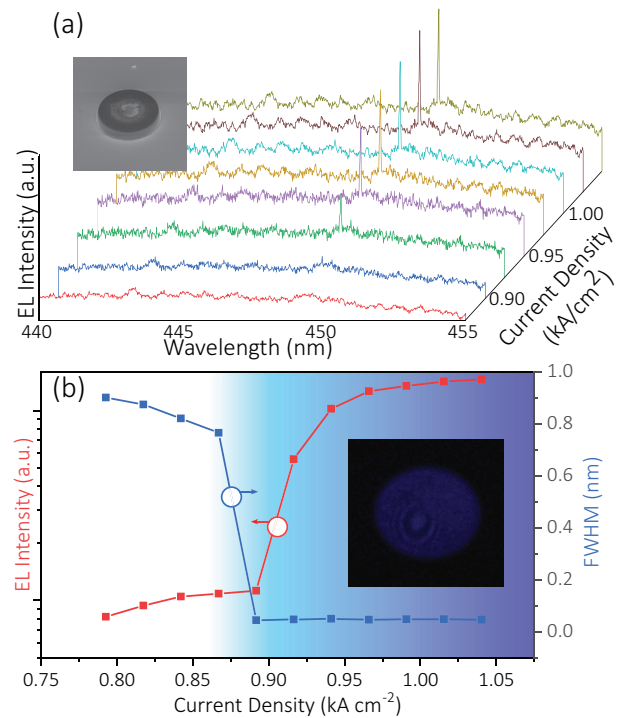 (a)
EL Intensity (a.u.)
440
445
450
455
Wavelength (nm)
0.90
0.95
1.00
Current Density
(kA/cm²)
(b)
EL Intensity (a.u.)
1.0
0.8
0.6
0.4
0.2
0.0
FWHM (nm)
0.75
0.80
0.85
0.90
0.95
1.00
1.05
Current Density (kA cm⁻²)